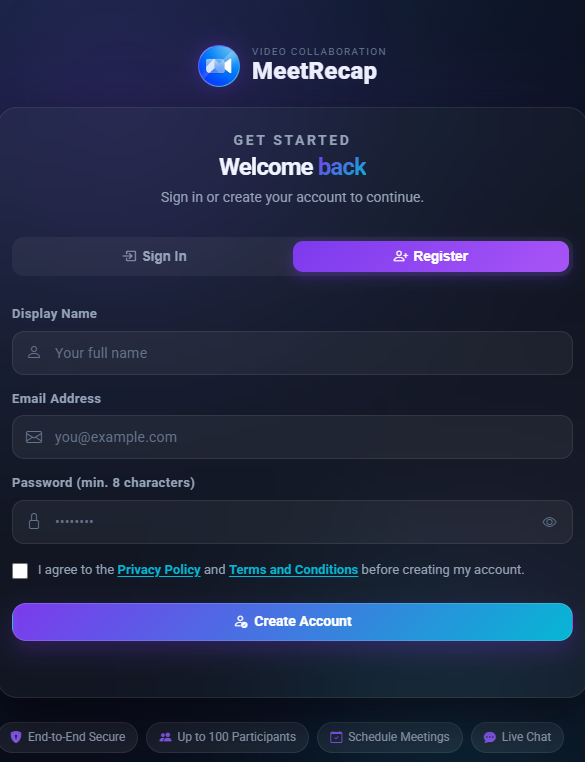 VIDEO COLLABORATION
MeetRecap
GET STARTED
Welcome back
Sign in or create your account to continue.
Sign In
Register
Display Name
Your full name
Email Address
you@example.com
Password (min. 8 characters)
••••••••
I agree to the Privacy Policy and Terms and Conditions before creating my account.
Create Account
End-to-End Secure
Up to 100 Participants
Schedule Meetings
Live Chat